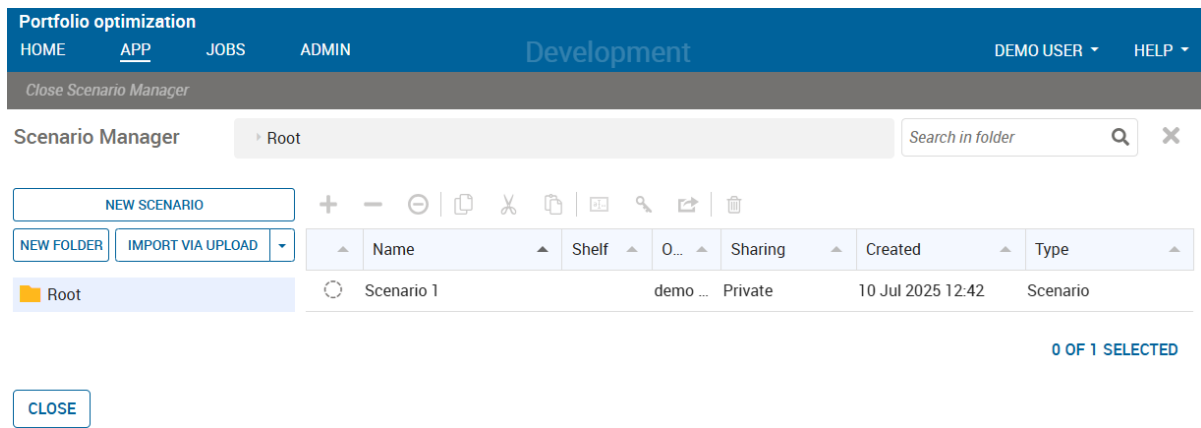 Portfolio optimization
HOME APP JOBS ADMIN Development DEMO USER HELP
Close Scenario Manager
Scenario Manager Root Search in folder
NEW SCENARIO
NEW FOLDER IMPORT VIA UPLOAD Name Shelf O... Sharing Created Type
Root Scenario 1 demo ... Private 10 Jul 2025 12:42 Scenario
0 OF 1 SELECTED
CLOSE